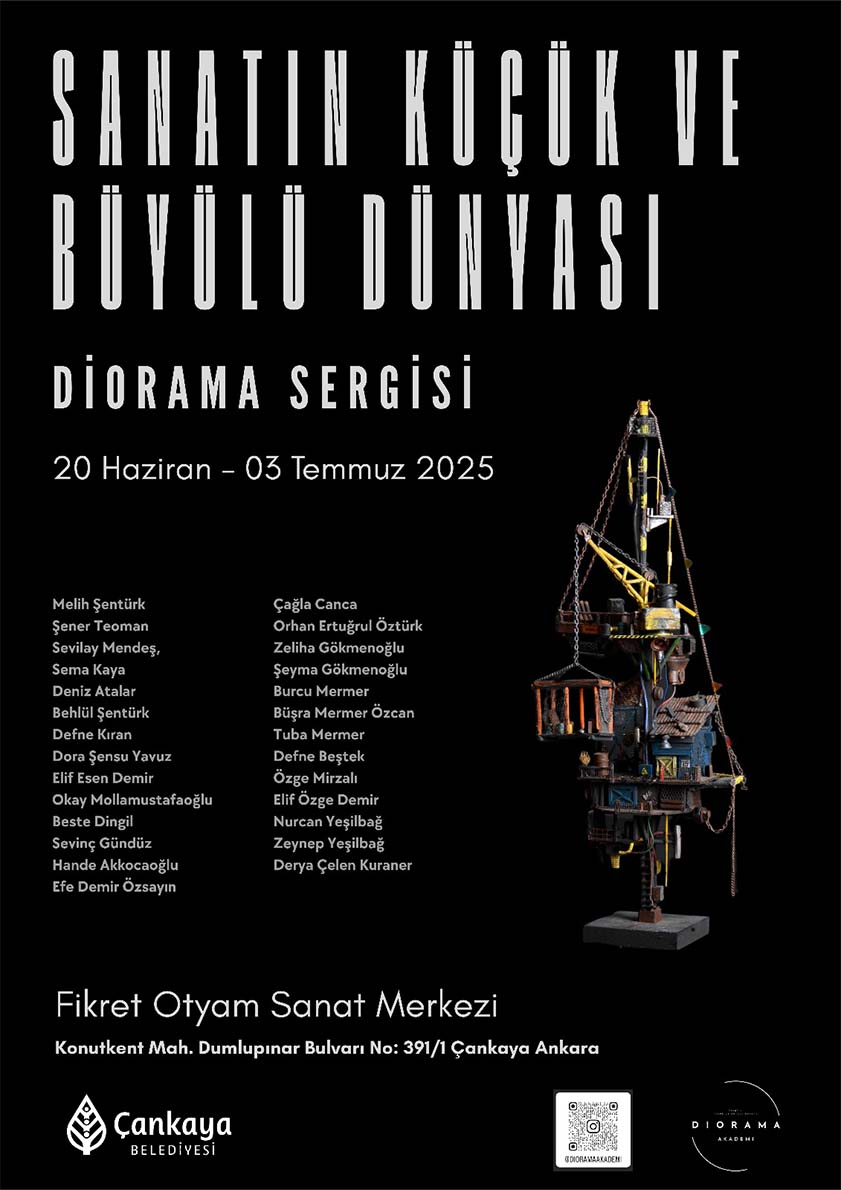 SANATIN KÜÇÜK VE
BÜYÜLÜ DÜNYASI
DİORAMA SERGİSİ
20 Haziran – 03 Temmuz 2025
Melih Şentürk
Şener Teoman
Sevilay Mendeş,
Sema Kaya
Deniz Atalar
Behlül Şentürk
Defne Kıran
Dora Şensu Yavuz
Elif Esen Demir
Okay Mollamustafaoğlu
Beste Dingil
Sevinç Gündüz
Hande Akkocaoğlu
Efe Demir Özsayın
Çağla Canca
Orhan Ertuğrul Öztürk
Zeliha Gökmenoğlu
Şeyma Gökmenoğlu
Burcu Mermer
Büşra Mermer Özcan
Tuba Mermer
Defne Beştek
Özge Mirzalı
Elif Özge Demir
Nurcan Yeşilbağ
Zeynep Yeşilbağ
Derya Çelen Kuraner
Fikret Otyam Sanat Merkezi
Konutkent Mah. Dumlupınar Bulvarı No: 391/1 Çankaya Ankara
Çankaya
BELEDİYESİ
@DIORAMAAKADEMI
DIORAMA
AKADEMI